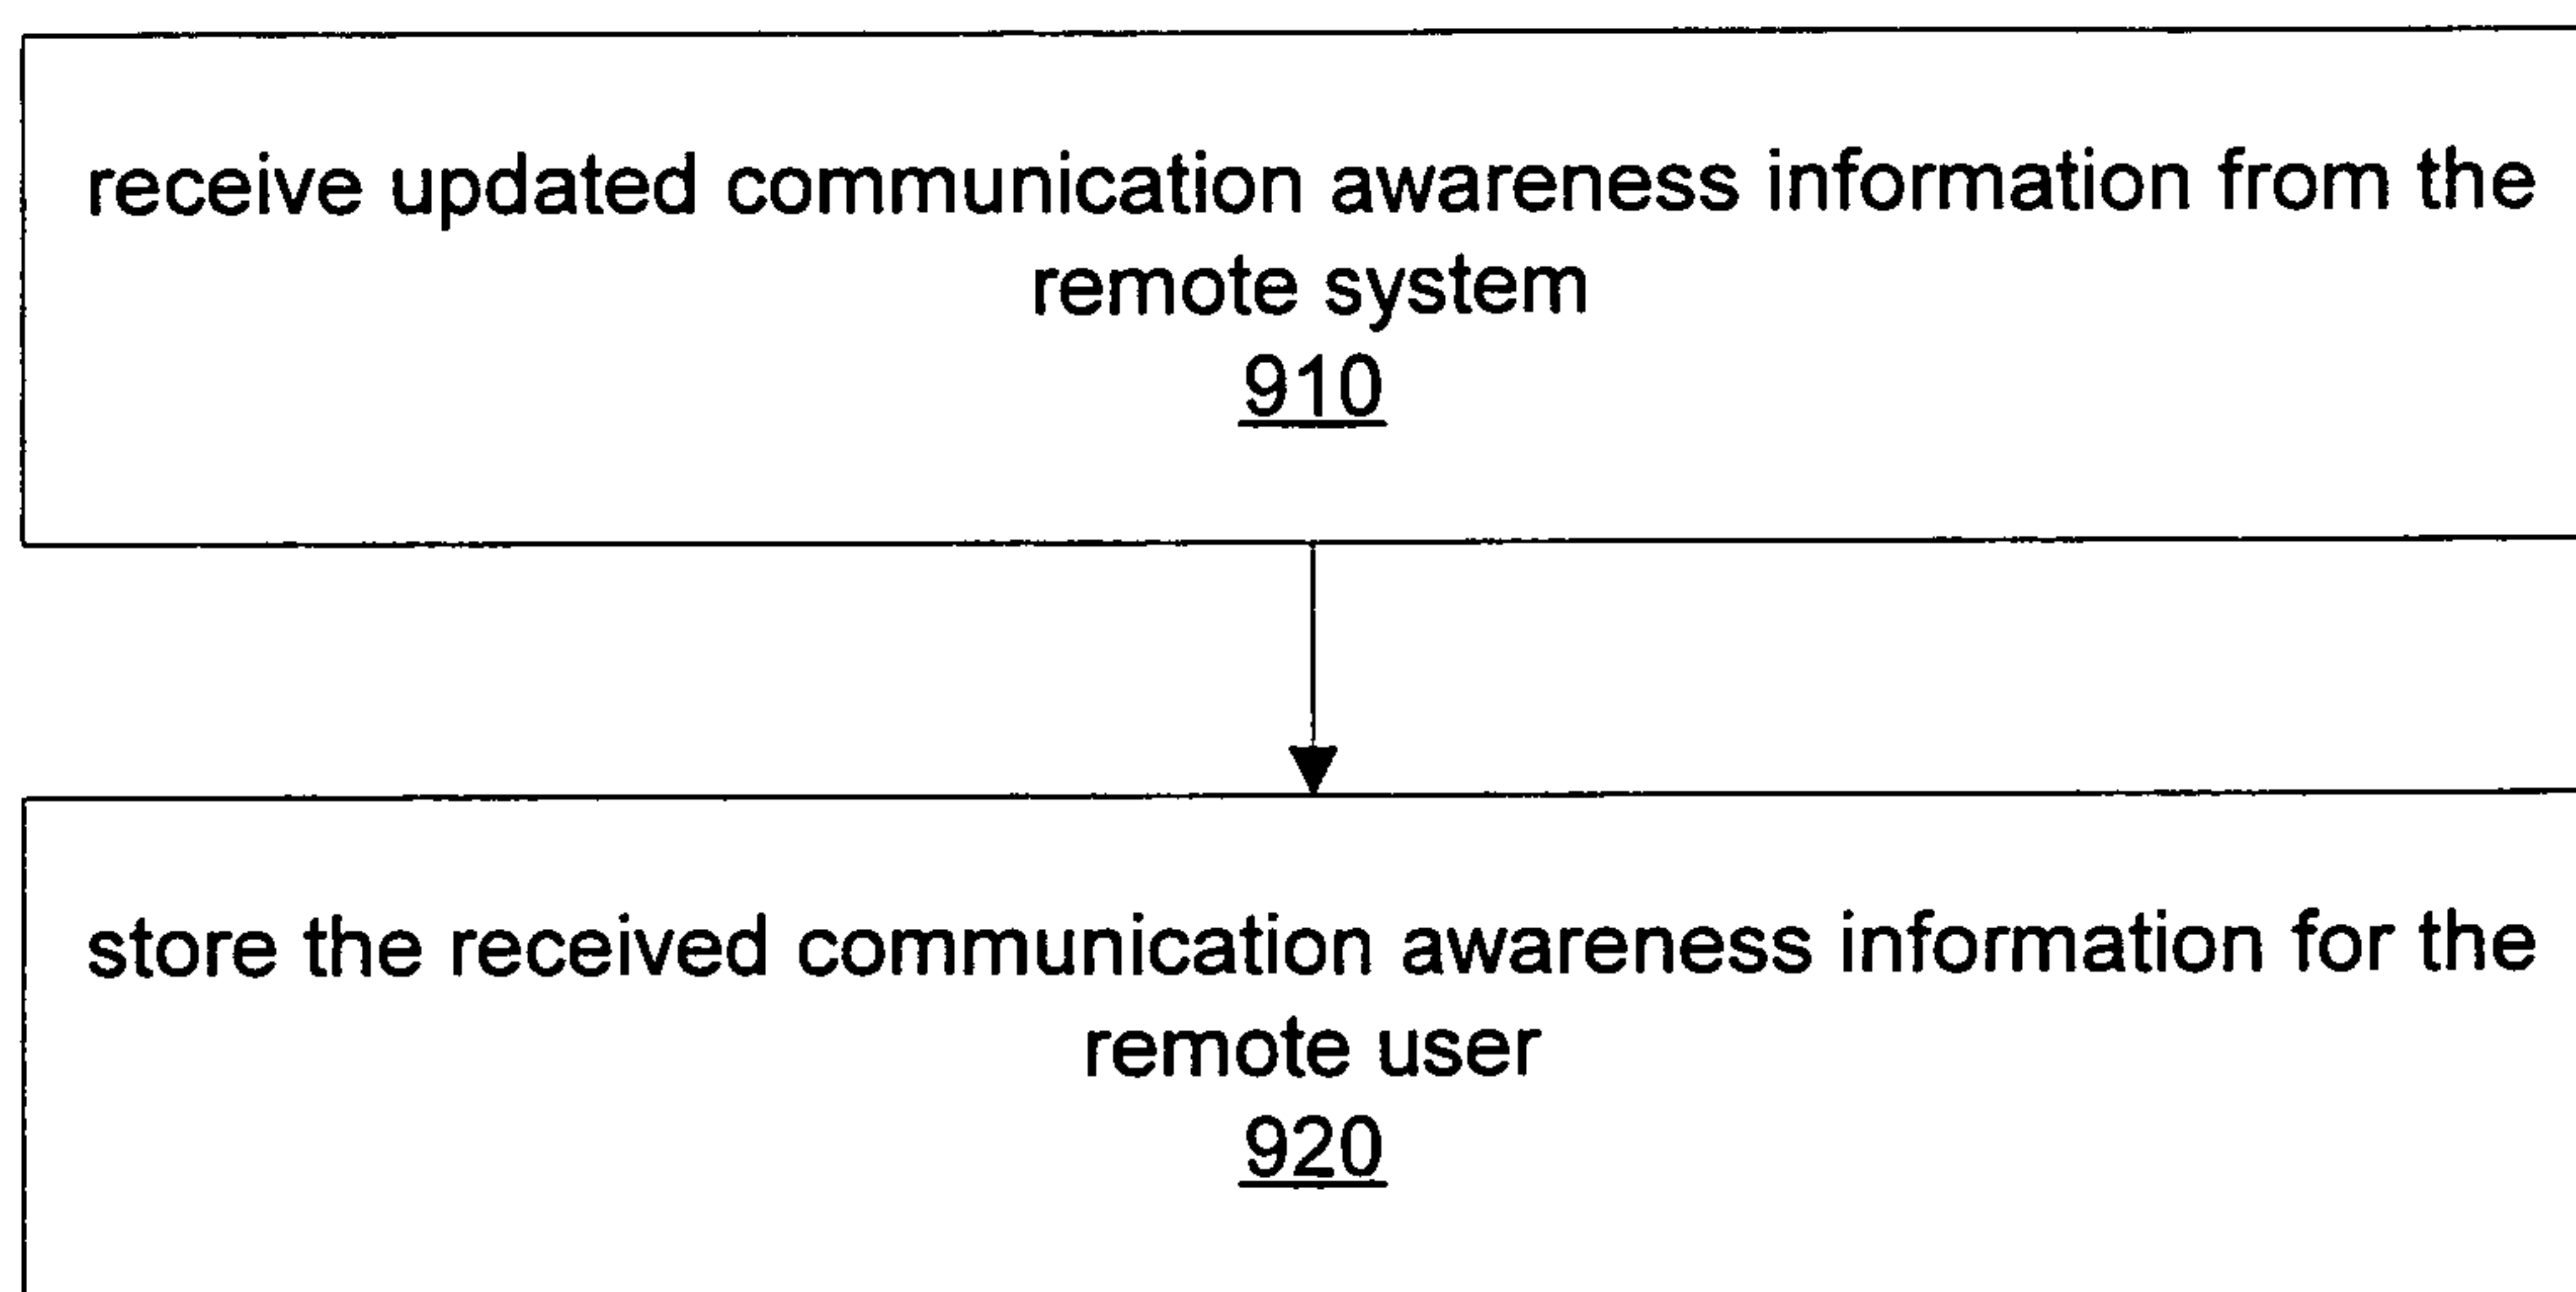 receive updated communication awareness information from the
remote system
910
store the received communication awareness information for the
remote user
920